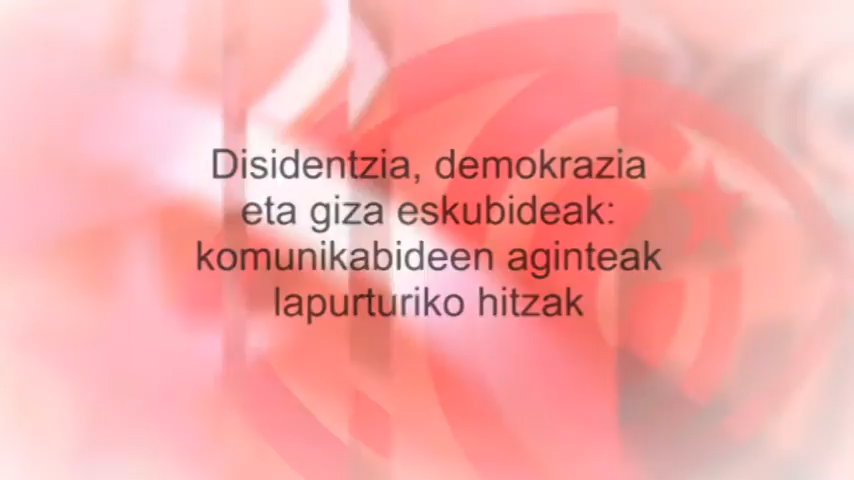 Disidentzia, demokrazia
eta giza eskubideak:
komunikabideen aginteak
lapurturiko hitzak